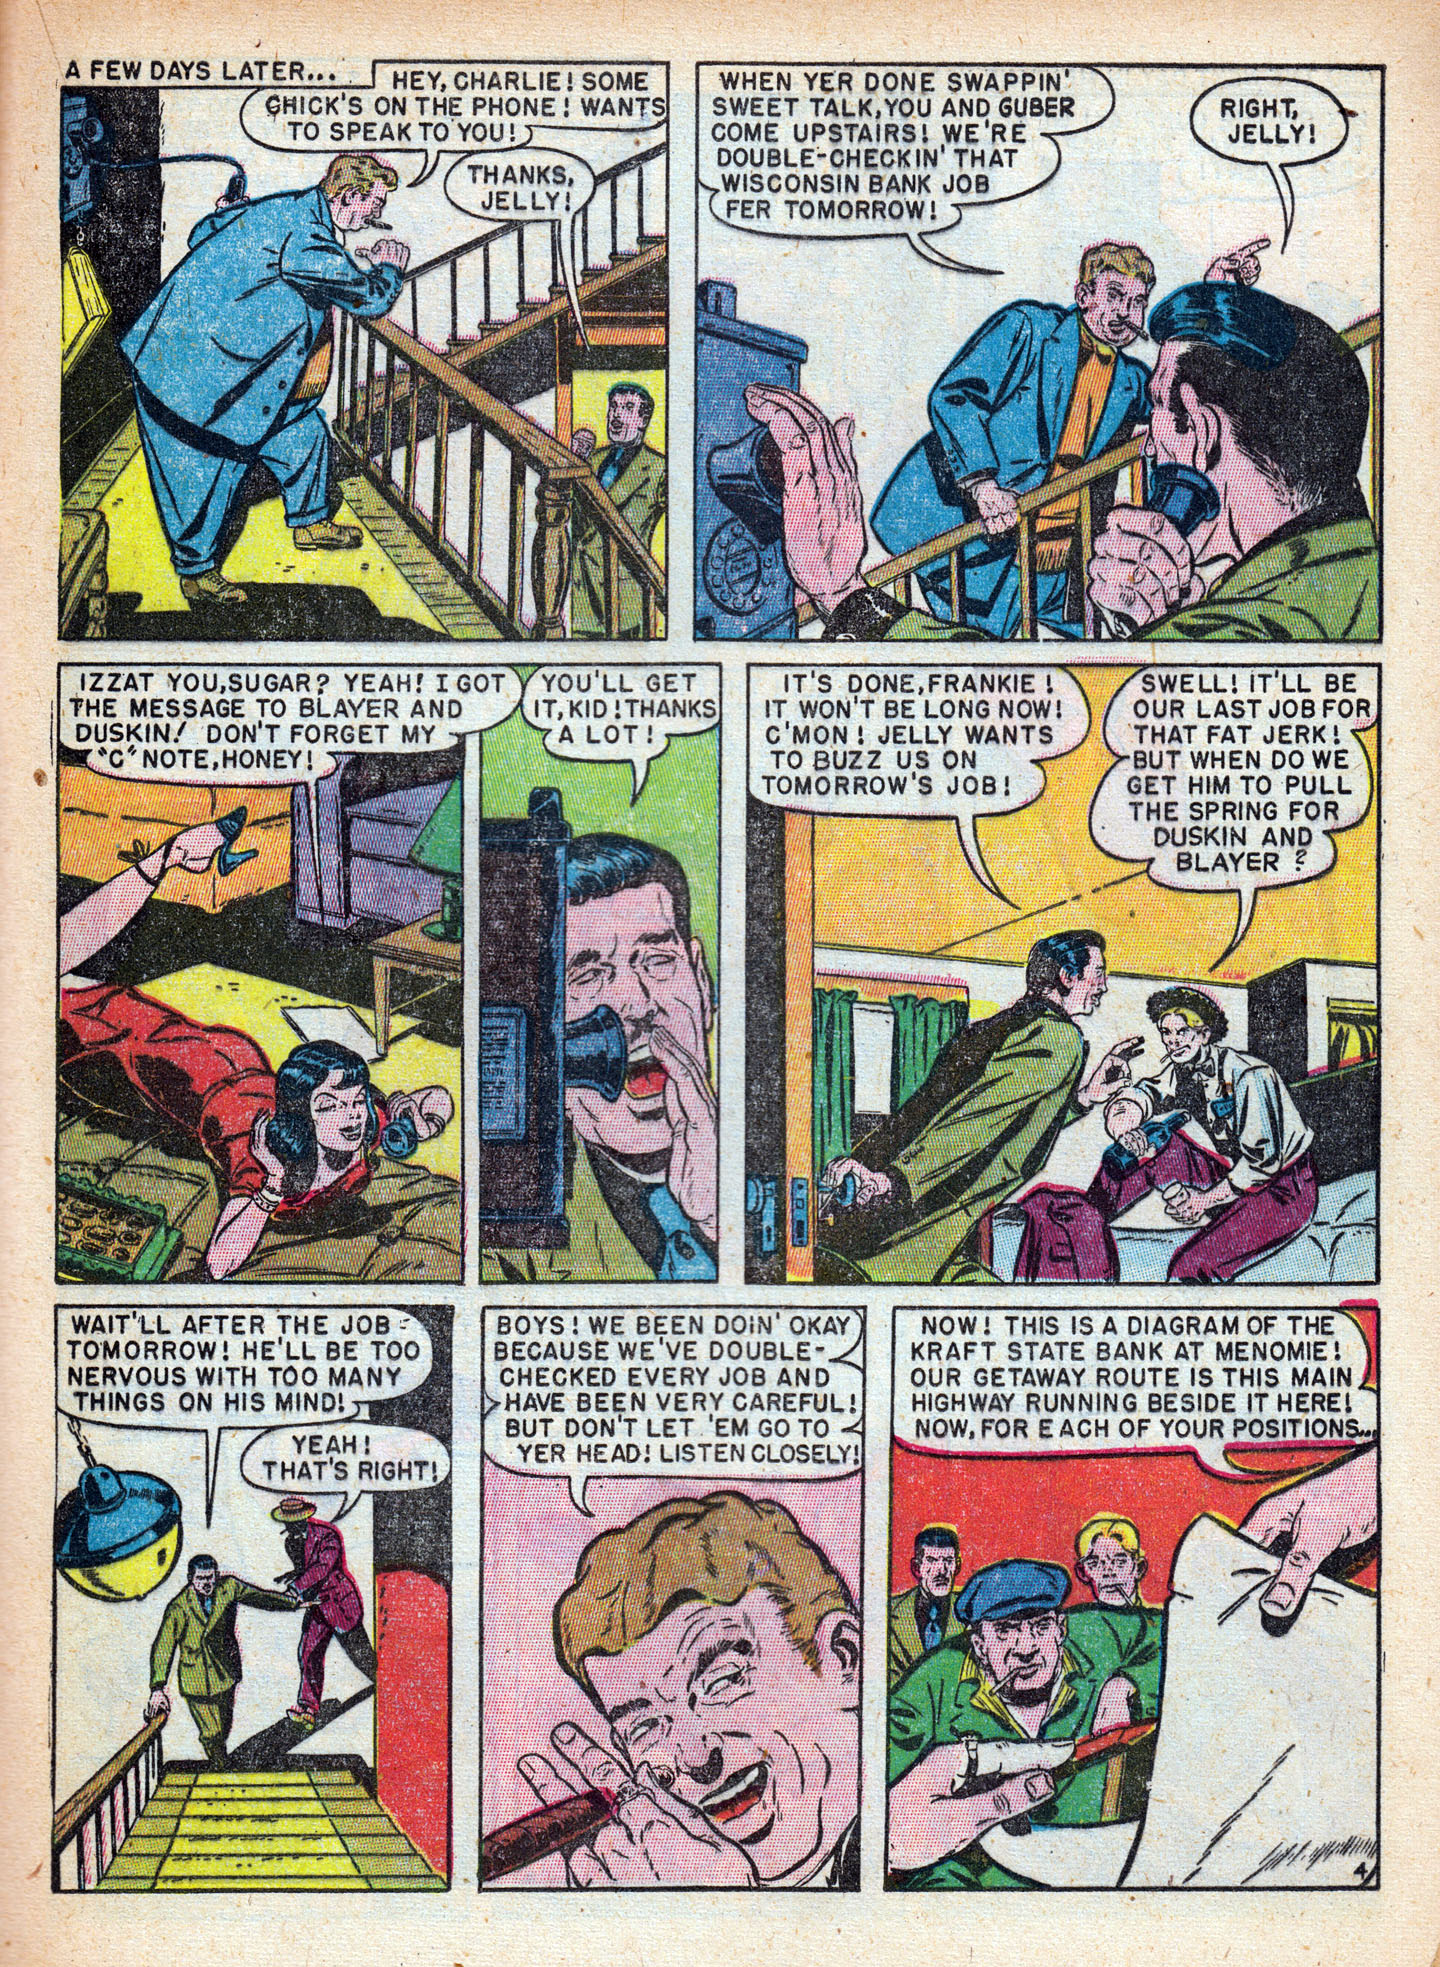 A FEW DAYS LATER...
HEY, CHARLIE! SOME
CHICK'S ON THE PHONE! WANTS
TO SPEAK TO YOU!
THANKS,
JELLY!
WHEN YER DONE SWAPPIN'
SWEET TALK, YOU AND GUBER
COME UPSTAIRS! WE'RE
DOUBLE-CHECKIN' THAT
WISCONSIN BANK JOB
FER TOMORROW!
RIGHT,
JELLY!
IZZAT YOU, SUGAR? YEAH! I GOT
THE MESSAGE TO BLAYER AND
DUSKIN! DON'T FORGET MY
"C" NOTE, HONEY!
YOU'LL GET
IT, KID! THANKS
A LOT!
IT'S DONE, FRANKIE!
IT WON'T BE LONG NOW!
C'MON! JELLY WANTS
TO BUZZ US ON
TOMORROW'S JOB!
SWELL! IT'LL BE
OUR LAST JOB FOR
THAT FAT JERK!
BUT WHEN DO WE
GET HIM TO PULL
THE SPRING FOR
DUSKIN AND
BLAYER?
WAIT'LL AFTER THE JOB
TOMORROW! HE'LL BE TOO
NERVOUS WITH TOO MANY
THINGS ON HIS MIND!
YEAH!
THAT'S RIGHT!
BOYS! WE BEEN DOIN' OKAY
BECAUSE WE'VE DOUBLE-
CHECKED EVERY JOB AND
HAVE BEEN VERY CAREFUL!
BUT DON'T LET 'EM GO TO
YER HEAD! LISTEN CLOSELY!
NOW! THIS IS A DIAGRAM OF THE
KRAFT STATE BANK AT MENOMIE!
OUR GETAWAY ROUTE IS THIS MAIN
HIGHWAY RUNNING BESIDE IT HERE!
NOW, FOR EACH OF YOUR POSITIONS...
4